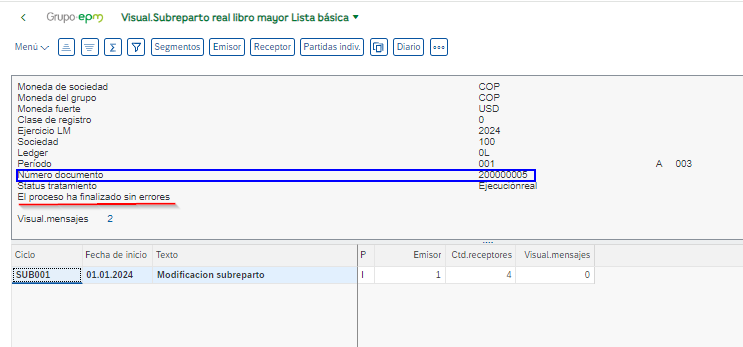 Grupo·epm Visual.Subreparto real libro mayor Lista básica
Menú Segmentos Emisor Receptor Partidas indiv. Diario
Moneda de sociedad COP
Moneda del grupo COP
Moneda fuerte USD
Clase de registro 0
Ejercicio LM 2024
Sociedad 100
Ledger 0L
Período 001 A 003
Número documento 200000005
Status tratamiento Ejecuciónreal
El proceso ha finalizado sin errores
Visual.mensajes 2
Ciclo Fecha de inicio Texto P Emisor Ctd.receptores Visual.mensajes
SUB001 01.01.2024 Modificacion subreparto I 1 4 0